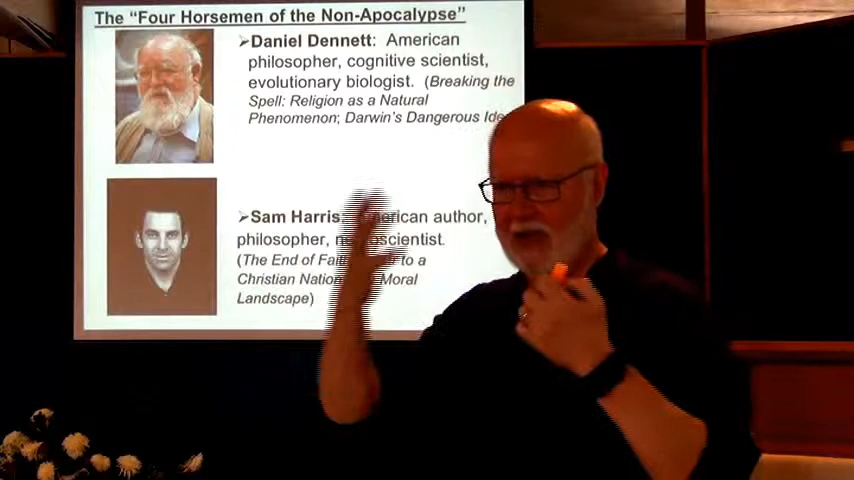 The "Four Horsemen of the Non-Apocalypse"
➢Daniel Dennett: American
philosopher, cognitive scientist,
evolutionary biologist. (Breaking the
Spell: Religion as a Natural
Phenomenon; Darwin's Dangerous
➢Sam Harris: American author,
philosopher,
(The End of to a
Christian Moral
Landscape)